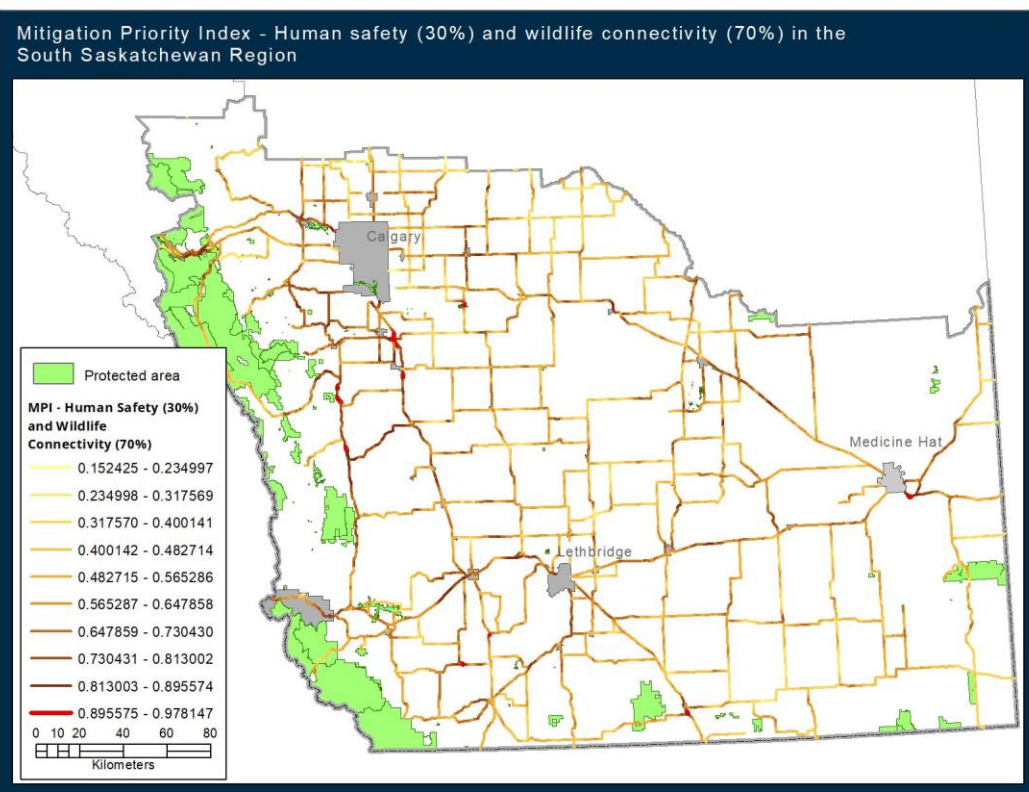 Mitigation Priority Index - Human safety (30%) and wildlife connectivity (70%) in the
South Saskatchewan Region
Calgary
Medicine Hat
Lethbridge
Protected area
MPI - Human Safety (30%)
and Wildlife
Connectivity (70%)
0.152425 - 0.234997
0.234998 - 0.317569
0.317570 - 0.400141
0.400142 - 0.482714
0.482715 - 0.565286
0.565287 - 0.647858
0.647859 - 0.730430
0.730431 - 0.813002
0.813003 - 0.895574
0.895575 - 0.978147
0 10 20 40 60 80
Kilometers